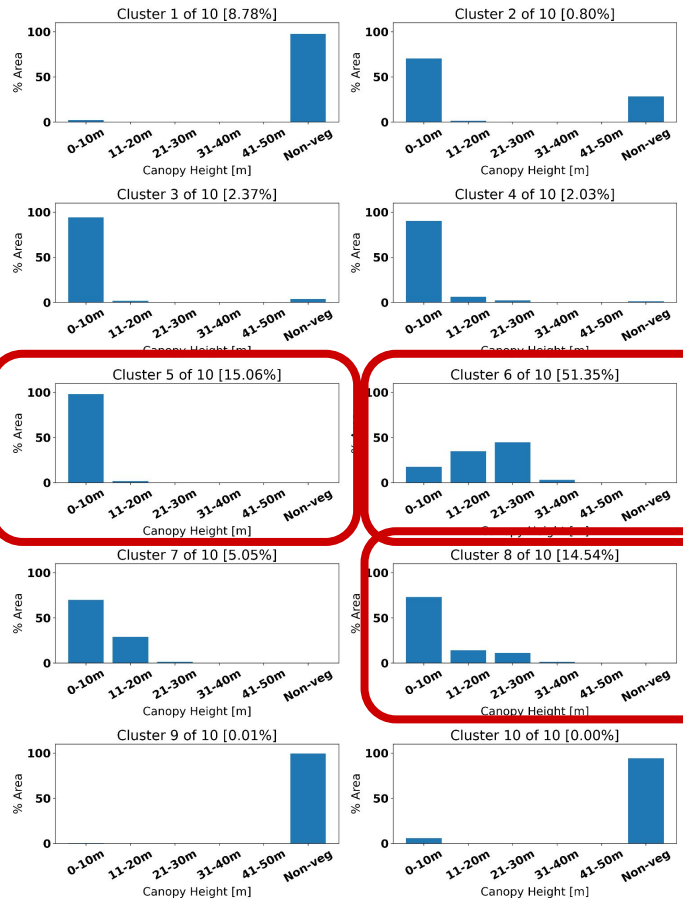 Cluster 1 of 10 [8.78%]
100
50
0
% Area
0-10m 11-20m 21-30m 31-40m 41-50m Non-veg
Canopy Height [m]
Cluster 2 of 10 [0.80%]
100
50
0
% Area
0-10m 11-20m 21-30m 31-40m 41-50m Non-veg
Canopy Height [m]
Cluster 3 of 10 [2.37%]
100
50
0
% Area
0-10m 11-20m 21-30m 31-40m 41-50m Non-veg
Canopy Height [m]
Cluster 4 of 10 [2.03%]
100
50
0
% Area
0-10m 11-20m 21-30m 31-40m 41-50m Non-veg
Canopy Height [m]
Cluster 5 of 10 [15.06%]
100
50
0
% Area
0-10m 11-20m 21-30m 31-40m 41-50m Non-veg
Canopy Height [m]
Cluster 6 of 10 [51.35%]
100
50
0
%
0-10m 11-20m 21-30m 31-40m 41-50m Non-veg
Canopy Height [m]
Cluster 7 of 10 [5.05%]
100
50
0
% Area
0-10m 11-20m 21-30m 31-40m 41-50m Non-veg
Canopy Height [m]
Cluster 8 of 10 [14.54%]
100
50
0
% Area
0-10m 11-20m 21-30m 31-40m 41-50m Non-veg
Canopy Height [m]
Cluster 9 of 10 [0.01%]
100
50
0
% Area
0-10m 11-20m 21-30m 31-40m 41-50m Non-veg
Canopy Height [m]
Cluster 10 of 10 [0.00%]
100
50
0
% Area
0-10m 11-20m 21-30m 31-40m 41-50m Non-veg
Canopy Height [m]